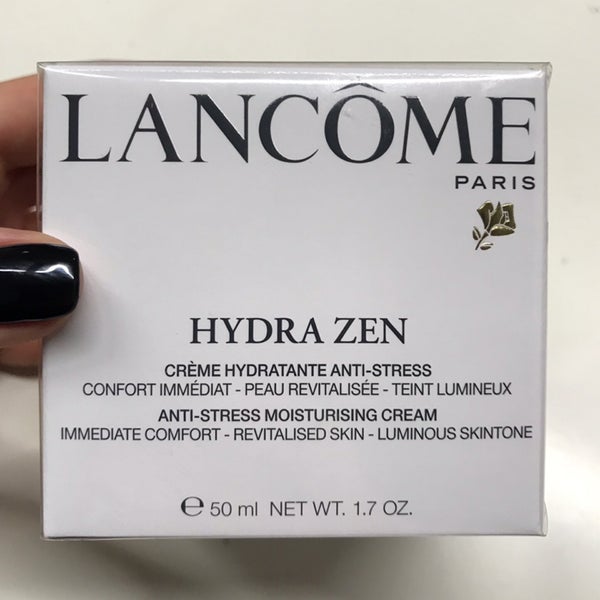 LANCÔME
PARIS
HYDRA ZEN
CRÈME HYDRATANTE ANTI-STRESS
CONFORT IMMÉDIAT - PEAU REVITALISÉE - TEINT LUMINEUX
ANTI-STRESS MOISTURISING CREAM
IMMEDIATE COMFORT - REVITALISED SKIN - LUMINOUS SKINTONE
℮ 50 ml NET WT. 1.7 OZ.